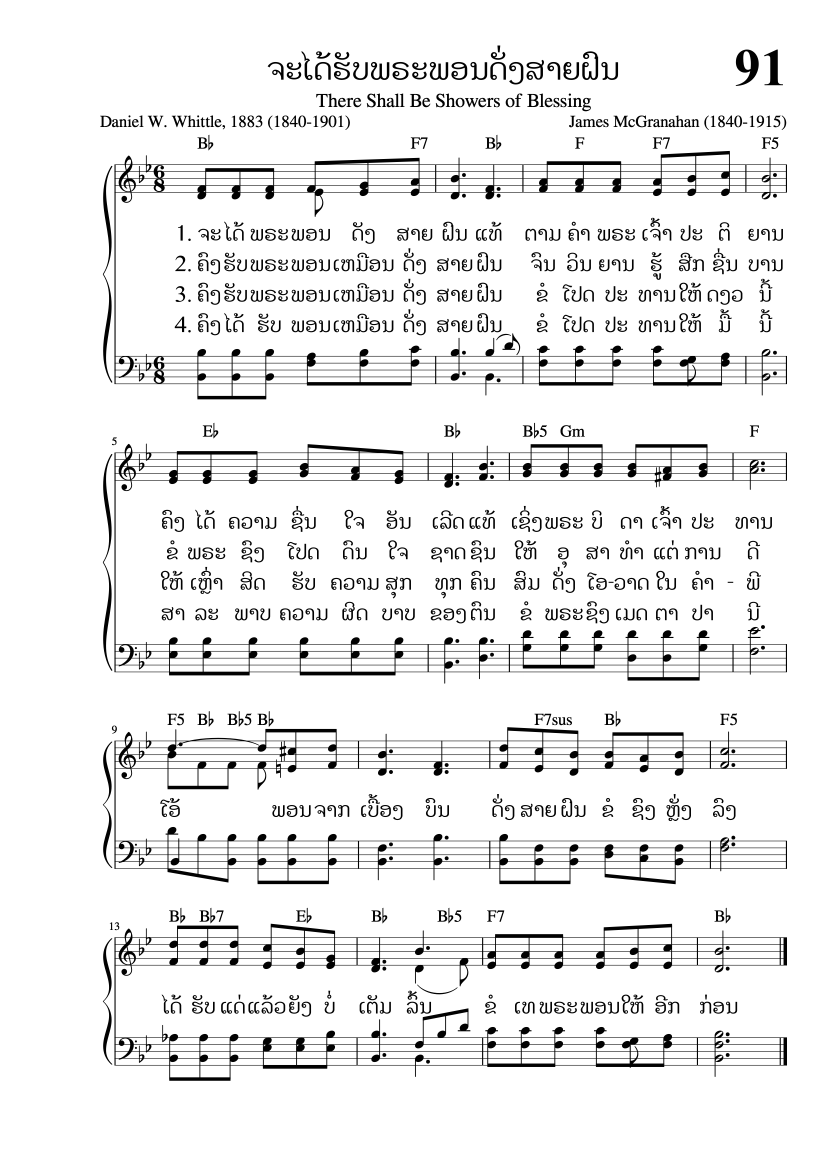 ຈະໄດ້ຮັບພຣະພອນດັ່ງສາຍຝົນ 91
There Shall Be Showers of Blessing
Daniel W. Whittle, 1883 (1840-1901) James McGranahan (1840-1915)
B♭ F7 B♭ F F7 F5
1. ຈະໄດ້ ພຣະພອນ ດັງ ສາຍ ຝົນ ແທ້ ຕາມ ຄຳ ພຣະ ເຈົ້າ ປະ ຕິ ຍານ
2. ຄົງຮັບພຣະພອນເຫມືອນ ດັ່ງ ສາຍຝົນ ຈົນ ວິນ ຍານ ຮູ້ ສືກ ຊື່ນ ບານ
3. ຄົງຮັບພຣະພອນເຫມືອນ ດັ່ງ ສາຍຝົນ ຂໍ ໂປດ ປະ ທານໃຫ້ ດງວ ນີ້
4. ຄົງໄດ້ ຮັບ ພອນເຫມືອນ ດັ່ງ ສາຍຝົນ ຂໍ ໂປດ ປະ ທານໃຫ້ ມື້ ນີ້
5 E♭ B♭ B♭5 Gm F
ຄົງ ໄດ້ ຄວາມ ຊື່ນ ໃຈ ອັນ ເລີດແທ້ ເຊິ່ງພຣະ ບິ ດາ ເຈົ້າ ປະ ທານ
ຂໍ ພຣະ ຊົງ ໂປດ ດົນ ໃຈ ຊາດຊົນ ໃຫ້ ອຸ ສາ ທຳ ແຕ່ ການ ດີ
ໃຫ້ ເຫຼົ່າ ສິດ ຮັບ ຄວາມ ສຸກ ທຸກ ຄົນ ສົມ ດັ່ງ ໂອ-ວາດ ໃນ ຄຳ - ພີ
ສາ ລະ ພາບ ຄວາມ ຜິດ ບາບ ຂອງຕົນ ຂໍ ພຣະຊົງ ເມດ ຕາ ປາ ນີ
9 F5 B♭ B♭5 B♭ F7sus B♭ F5
ໂອ້ ພອນຈາກ ເບື້ອງ ບົນ ດັ່ງ ສາຍຝົນ ຂໍ ຊົງ ຫຼັ່ງ ລົງ
13 B♭ B♭7 E♭ B♭ B♭5 F7 B♭
ໄດ້ ຮັບ ແດ່ແລ້ວຍັງ ບໍ່ ເຕັມ ລົ້ນ ຂໍ ເທ ພຣະພອນໃຫ້ ອີກ ກ່ອນ